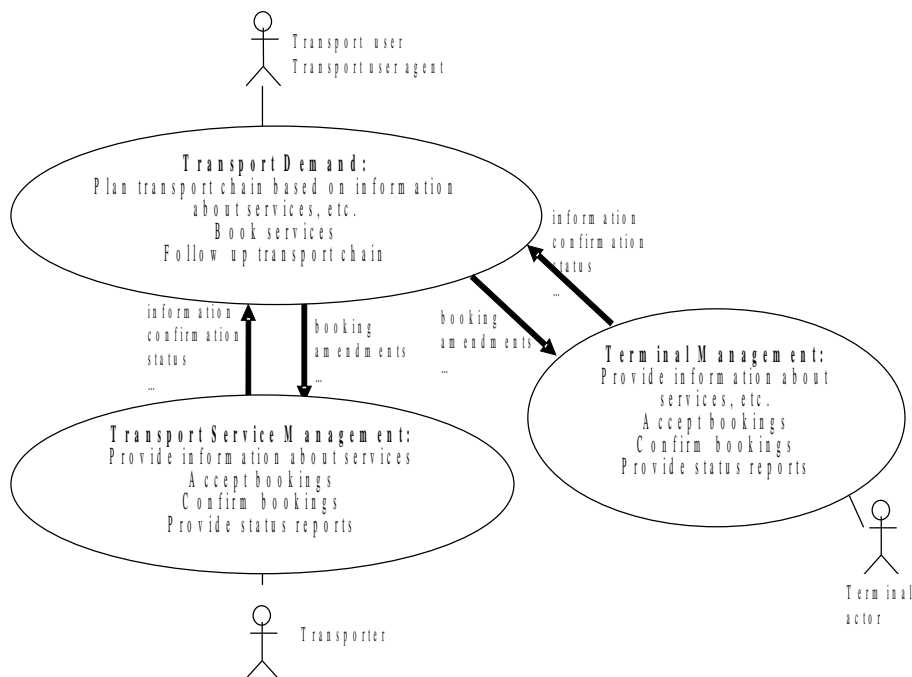 Transport user
Transport user agent
Transport Demand:
Plan transport chain based on information
about services, etc.
Book services
Follow up transport chain
information
confirmation
status
...
booking
amendments
...
information
confirmation
status
...
booking
amendments
...
Transport Service Management:
Provide information about services
Accept bookings
Confirm bookings
Provide status reports
Terminal Management:
Provide information about
services, etc.
Accept bookings
Confirm bookings
Provide status reports
Terminal
actor
Transporter